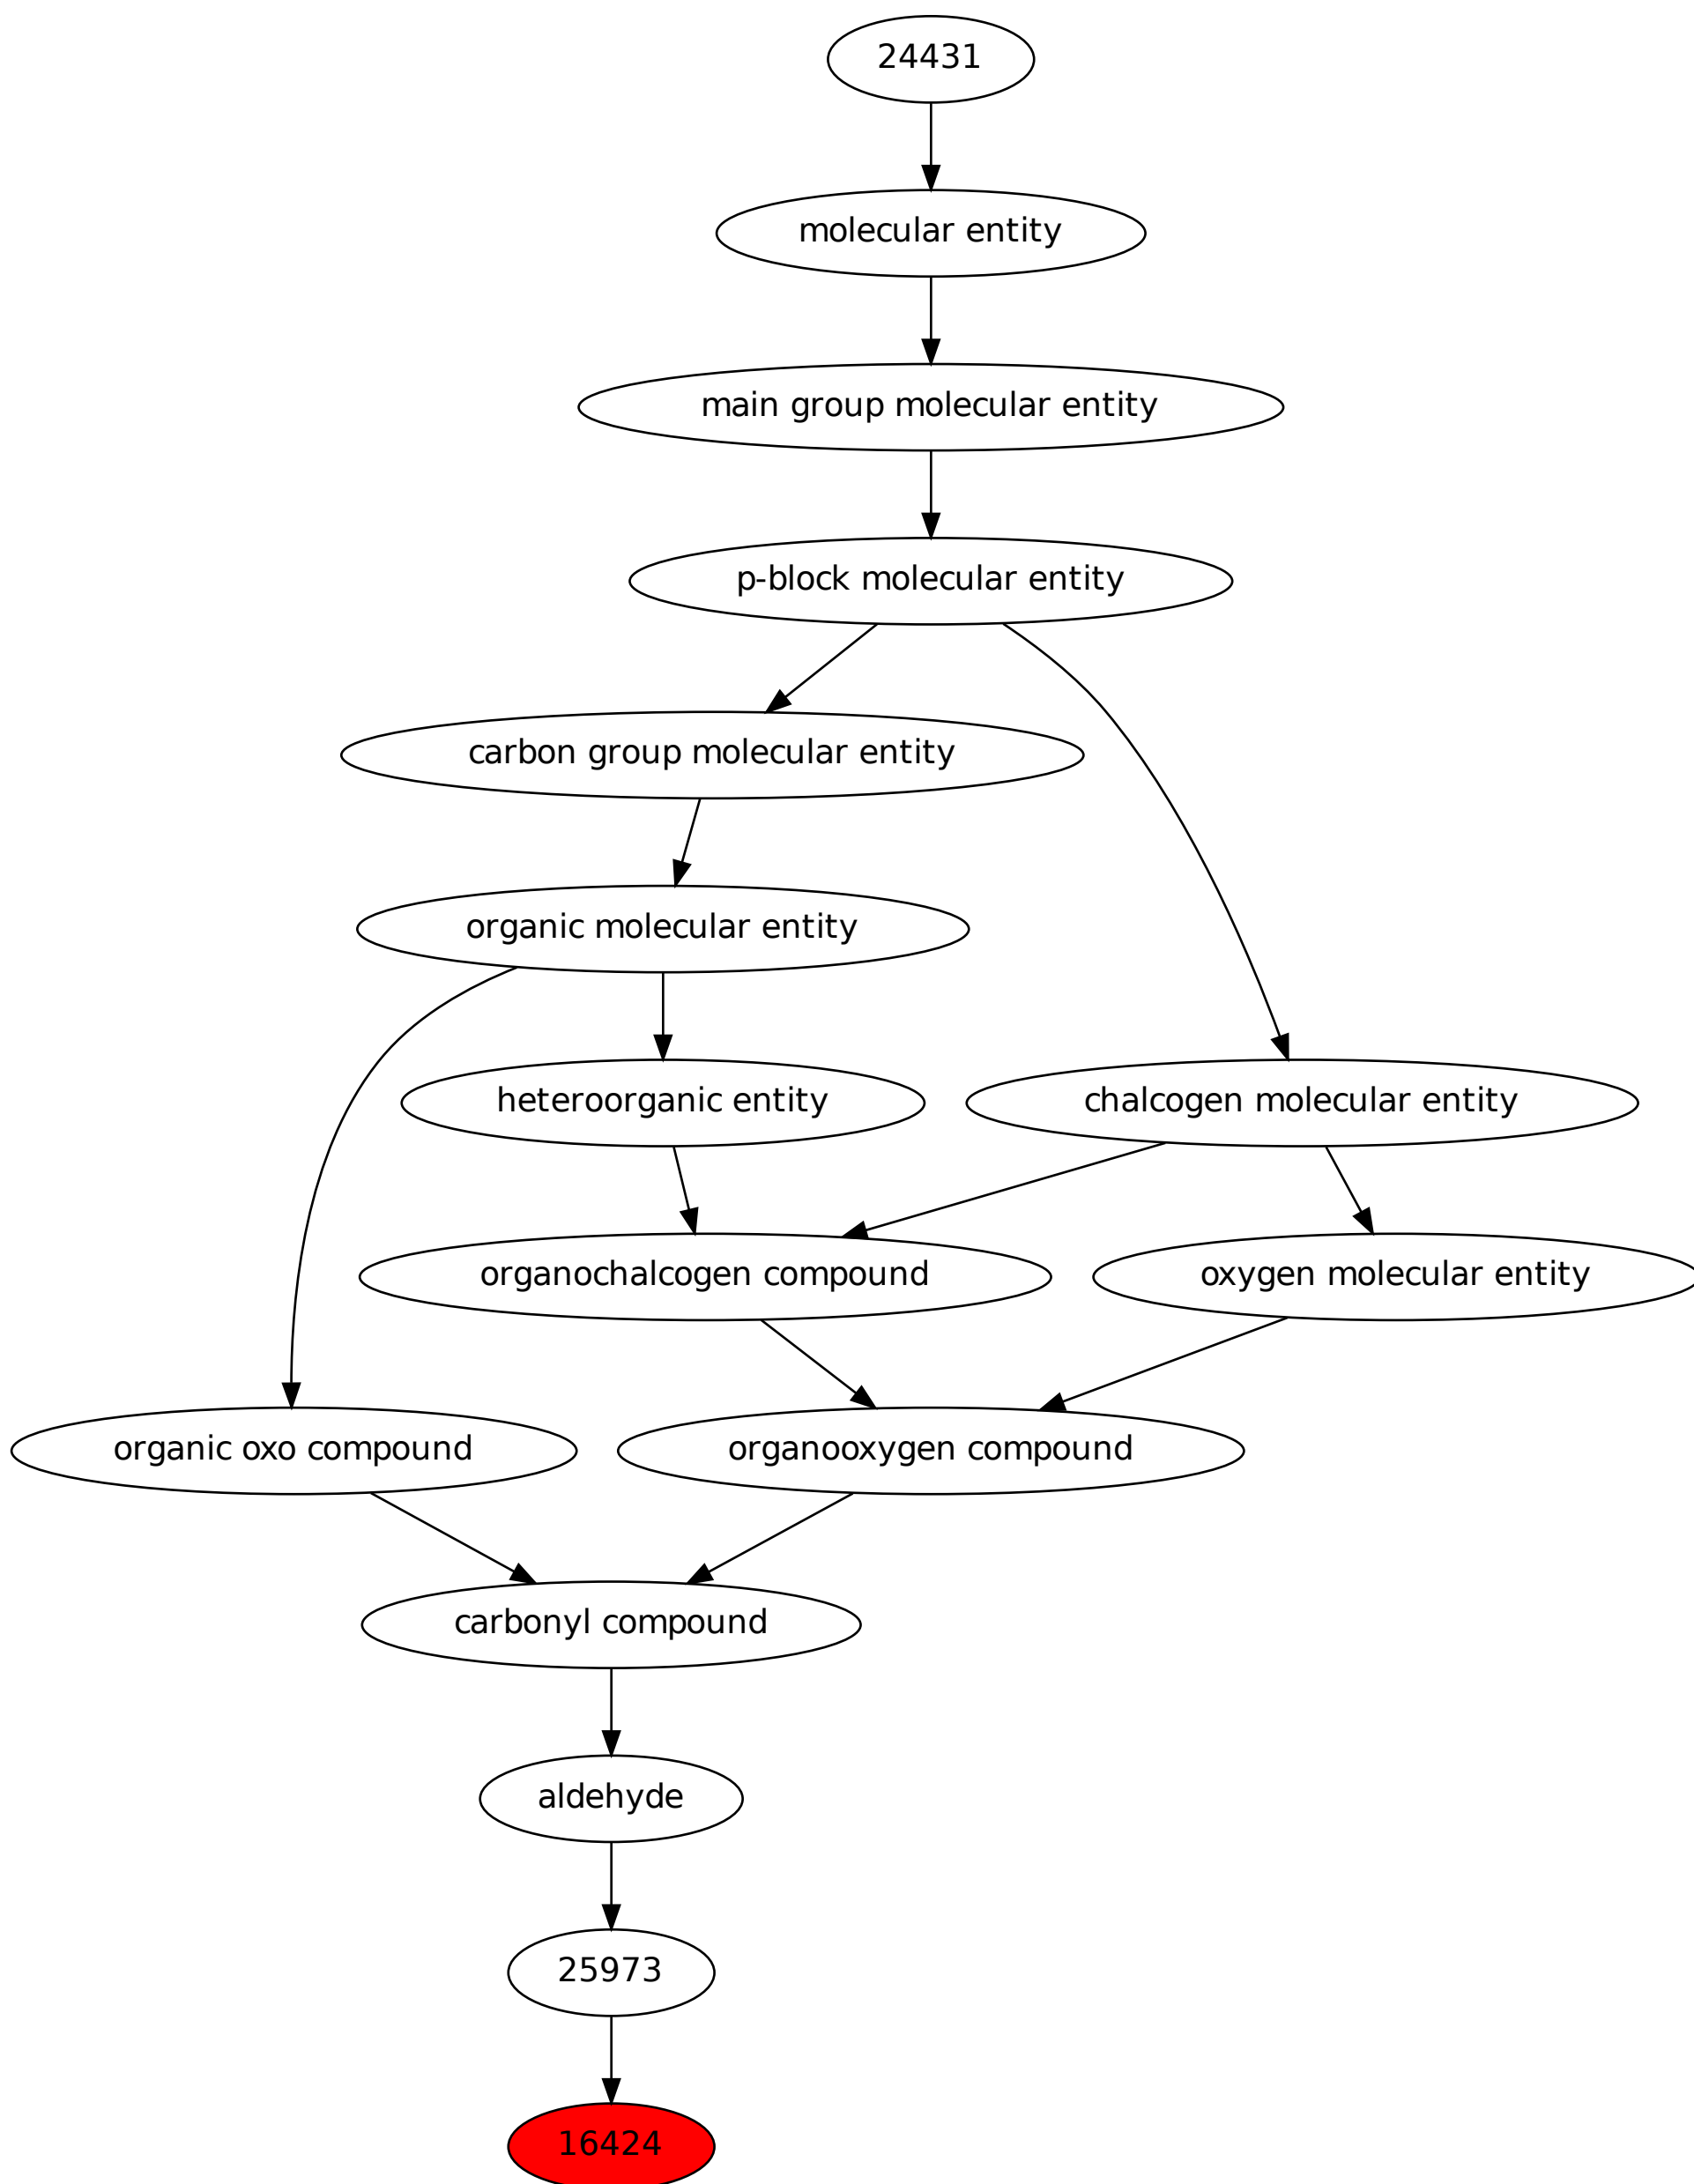 24431
molecular entity
main group molecular entity
p-block molecular entity
carbon group molecular entity
organic molecular entity
heteroorganic entity
chalcogen molecular entity
organochalcogen compound
oxygen molecular entity
organic oxo compound
organooxygen compound
carbonyl compound
aldehyde
25973
16424